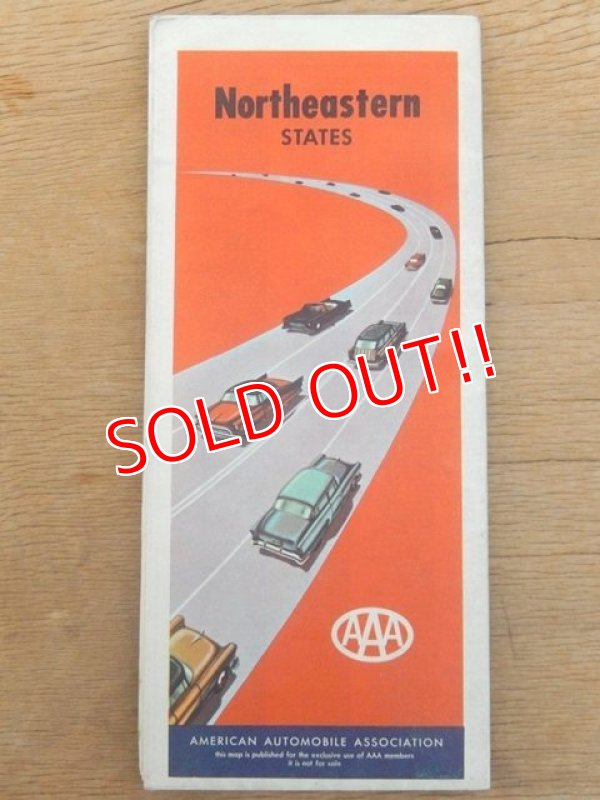 Northeastern
STATES
SOLD OUT!!
AAA
AMERICAN AUTOMOBILE ASSOCIATION
this map is published for the exclusive use of AAA members
it is not for sale